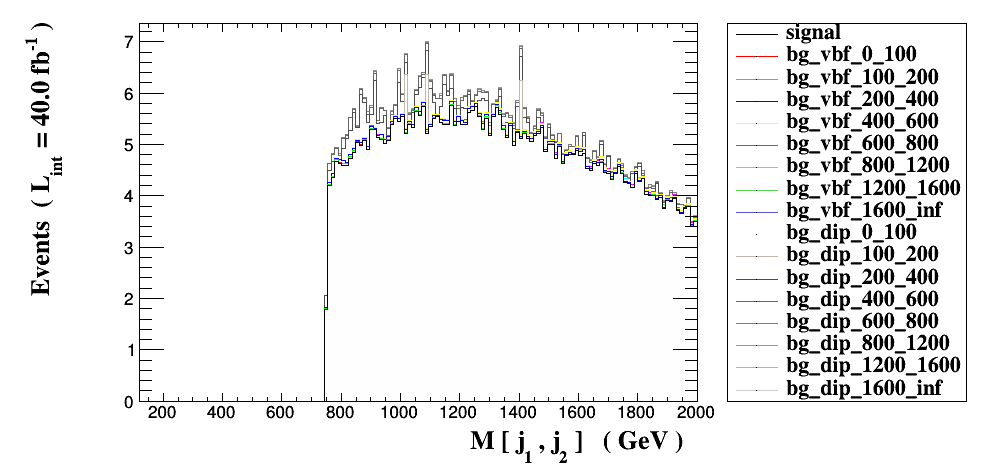 Events ( L_int = 40.0 fb^-1 )
7
6
5
4
3
2
1
0
200 400 600 800 1000 1200 1400 1600 1800 2000
M [ j_1 , j_2 ] ( GeV )
signal
bg_vbf_0_100
bg_vbf_100_200
bg_vbf_200_400
bg_vbf_400_600
bg_vbf_600_800
bg_vbf_800_1200
bg_vbf_1200_1600
bg_vbf_1600_inf
bg_dip_0_100
bg_dip_100_200
bg_dip_200_400
bg_dip_400_600
bg_dip_600_800
bg_dip_800_1200
bg_dip_1200_1600
bg_dip_1600_inf